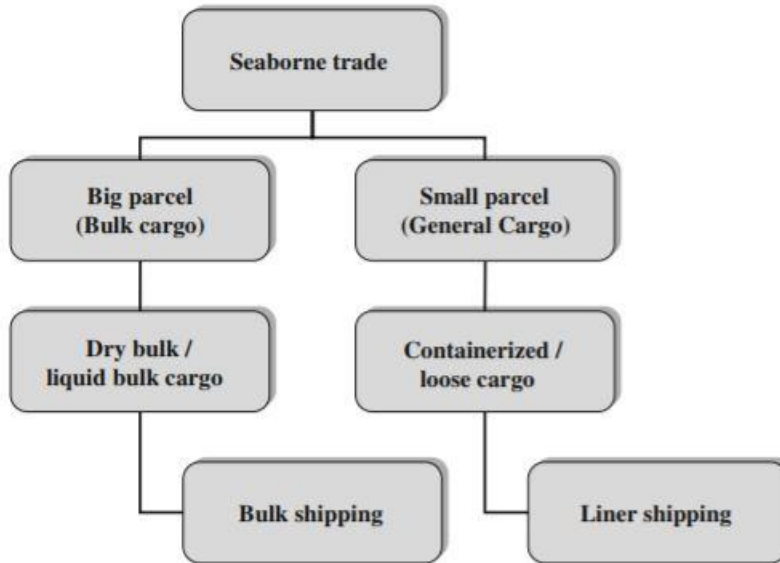 Seaborne trade
Big parcel
(Bulk cargo)
Small parcel
(General Cargo)
Dry bulk /
liquid bulk cargo
Containerized /
loose cargo
Bulk shipping
Liner shipping